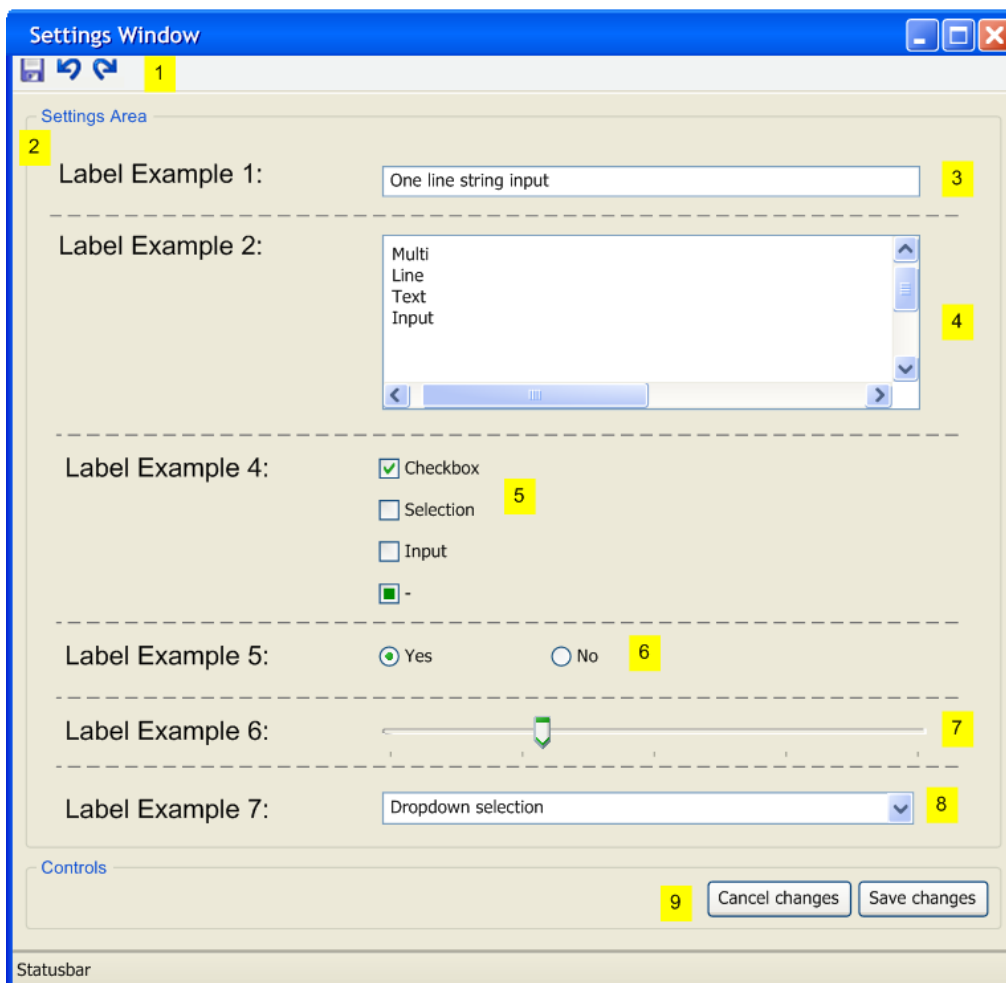 Settings Window
1
Settings Area
2
Label Example 1:
One line string input
3
Label Example 2:
Multi
Line
Text
Input
4
Label Example 4:
Checkbox
5
Selection
Input
-
Label Example 5:
Yes
No
6
Label Example 6:
7
Label Example 7:
Dropdown selection
8
Controls
9
Cancel changes
Save changes
Statusbar